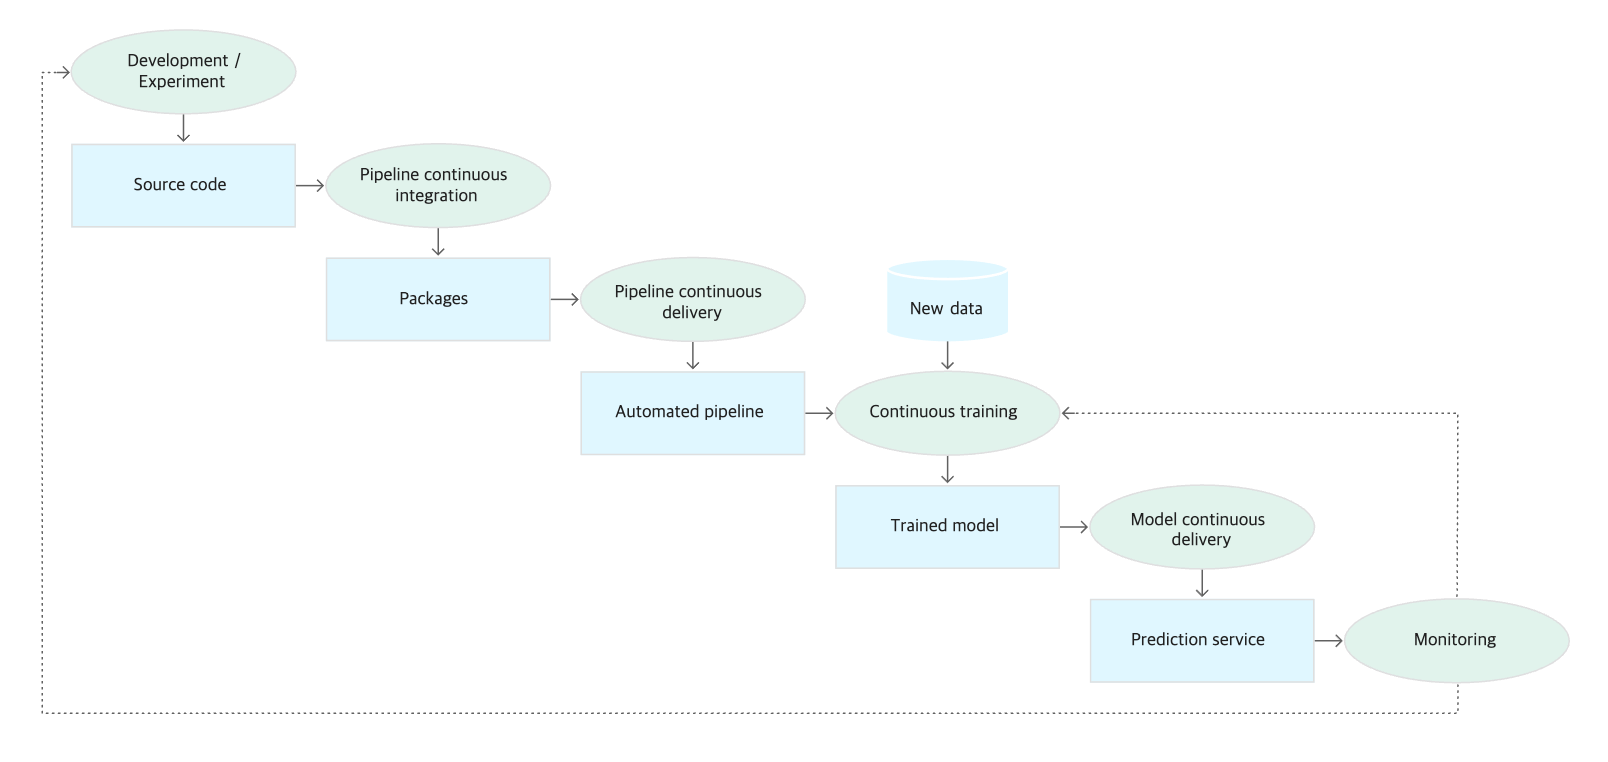 Development /
Experiment
Source code
Pipeline continuous
integration
Packages
Pipeline continuous
delivery
New data
Automated pipeline
Continuous training
Trained model
Model continuous
delivery
Prediction service
Monitoring